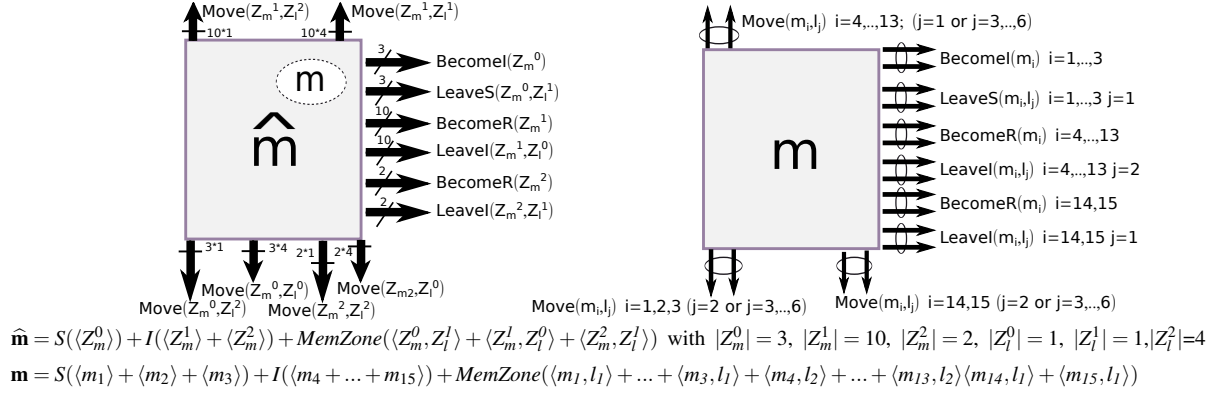 Move(Z_m^1,Z_l^2)
Move(Z_m^1,Z_l^1)
10*1
10*4
m
m̂
3
BecomeI(Z_m^0)
3
LeaveS(Z_m^0,Z_l^1)
10
BecomeR(Z_m^1)
10
LeaveI(Z_m^1,Z_l^0)
2
BecomeR(Z_m^2)
2
LeaveI(Z_m^2,Z_l^1)
3*1
3*4
2*1
2*4
Move(Z_m^0,Z_l^2)
Move(Z_m^0,Z_l^0)
Move(Z_m^2,Z_l^2)
Move(Z_{m2},Z_l^0)
Move(m_i,l_j) i=4,..,13; (j=1 or j=3,..,6)
m
BecomeI(m_i) i=1,..,3
LeaveS(m_i,l_j) i=1,..,3 j=1
BecomeR(m_i) i=4,..,13
LeaveI(m_i,l_j) i=4,..,13 j=2
BecomeR(m_i) i=14,15
LeaveI(m_i,l_j) i=14,15 j=1
Move(m_i,l_j) i=1,2,3 (j=2 or j=3,..,6)
Move(m_i,l_j) i=14,15 (j=2 or j=3,..,6)
m̂ = S(⟨Z_m^0⟩) + I(⟨Z_m^1⟩ + ⟨Z_m^2⟩) + MemZone(⟨Z_m^0, Z_1^l⟩ + ⟨Z_m^1, Z_l^0⟩ + ⟨Z_m^2, Z_1^l⟩) with |Z_m^0| = 3, |Z_m^1| = 10, |Z_m^2| = 2, |Z_l^0| = 1, |Z_l^1| = 1,|Z_l^2|=4
m = S(⟨m_1⟩ + ⟨m_2⟩ + ⟨m_3⟩) + I(⟨m_4 + ... + m_15⟩) + MemZone(⟨m_1, l_1⟩ + ... + ⟨m_3, l_1⟩ + ⟨m_4, l_2⟩ + ... + ⟨m_13, l_2⟩⟨m_14, l_1⟩ + ⟨m_15, l_1⟩)